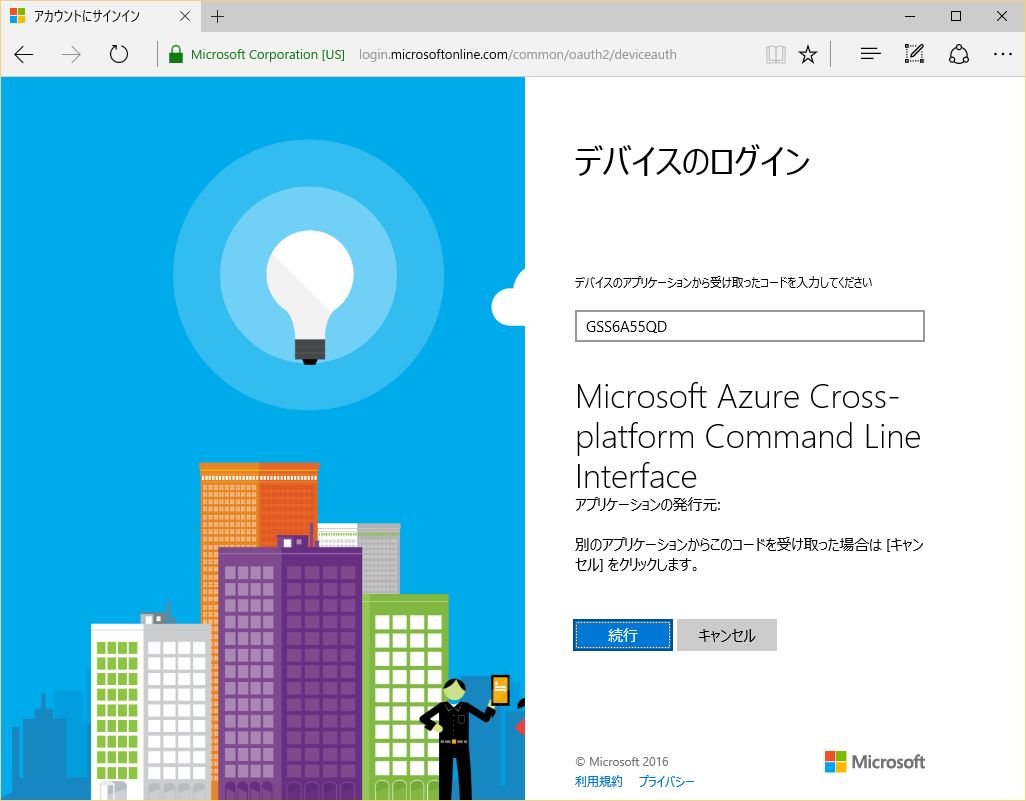 アカウントにサインイン
Microsoft Corporation [US] login.microsoftonline.com/common/oauth2/deviceauth
デバイスのログイン
デバイスのアプリケーションから受け取ったコードを入力してください
GSS6A55QD
Microsoft Azure Cross-
platform Command Line
Interface
アプリケーションの発行元:
別のアプリケーションからこのコードを受け取った場合は [キャン
セル] をクリックします。
続行 キャンセル
© Microsoft 2016
利用規約 プライバシー
Microsoft